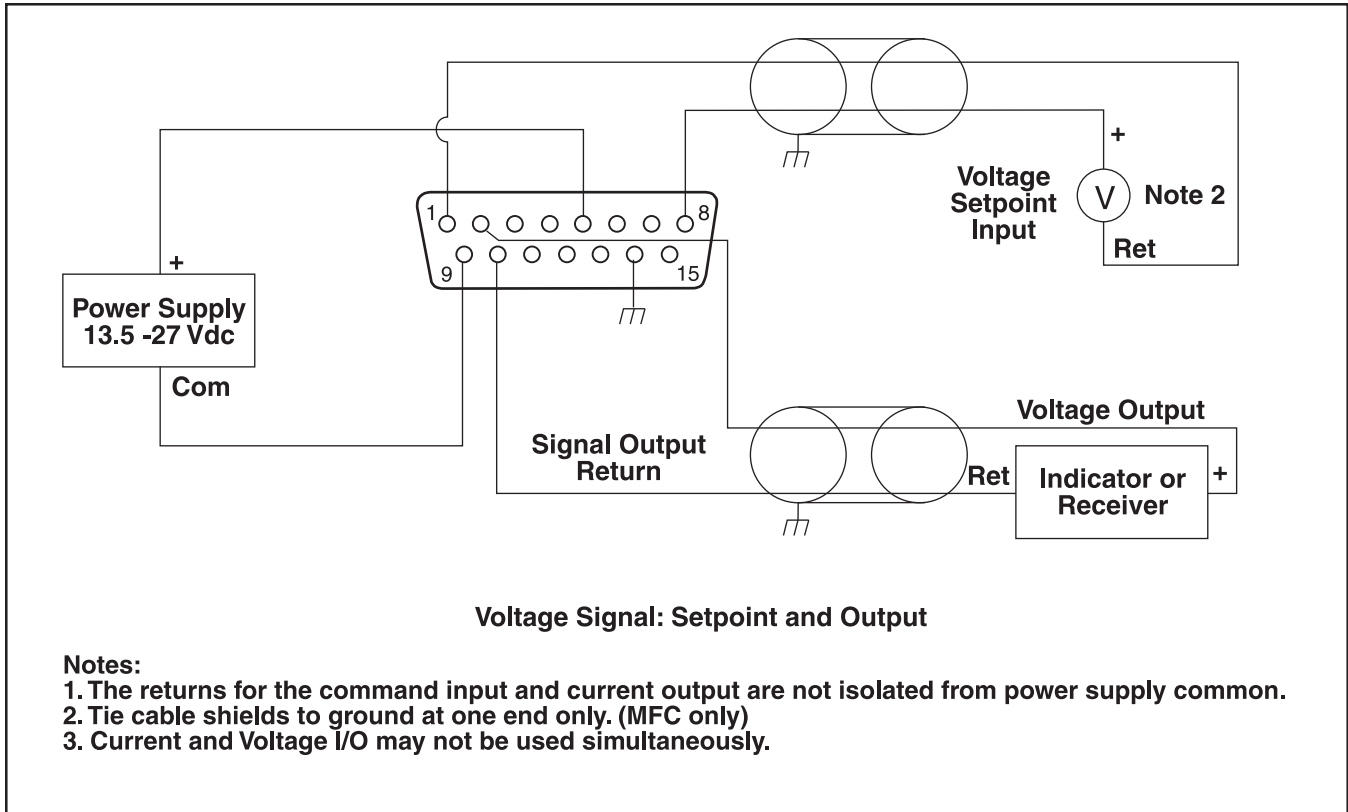 +
Voltage
Setpoint
Input
V
Note 2
Ret
1
8
9
15
+
Power Supply
13.5 -27 Vdc
Com
Voltage Output
Signal Output
Return
Ret
Indicator or
Receiver
+
Voltage Signal: Setpoint and Output
Notes:
1. The returns for the command input and current output are not isolated from power supply common.
2. Tie cable shields to ground at one end only. (MFC only)
3. Current and Voltage I/O may not be used simultaneously.